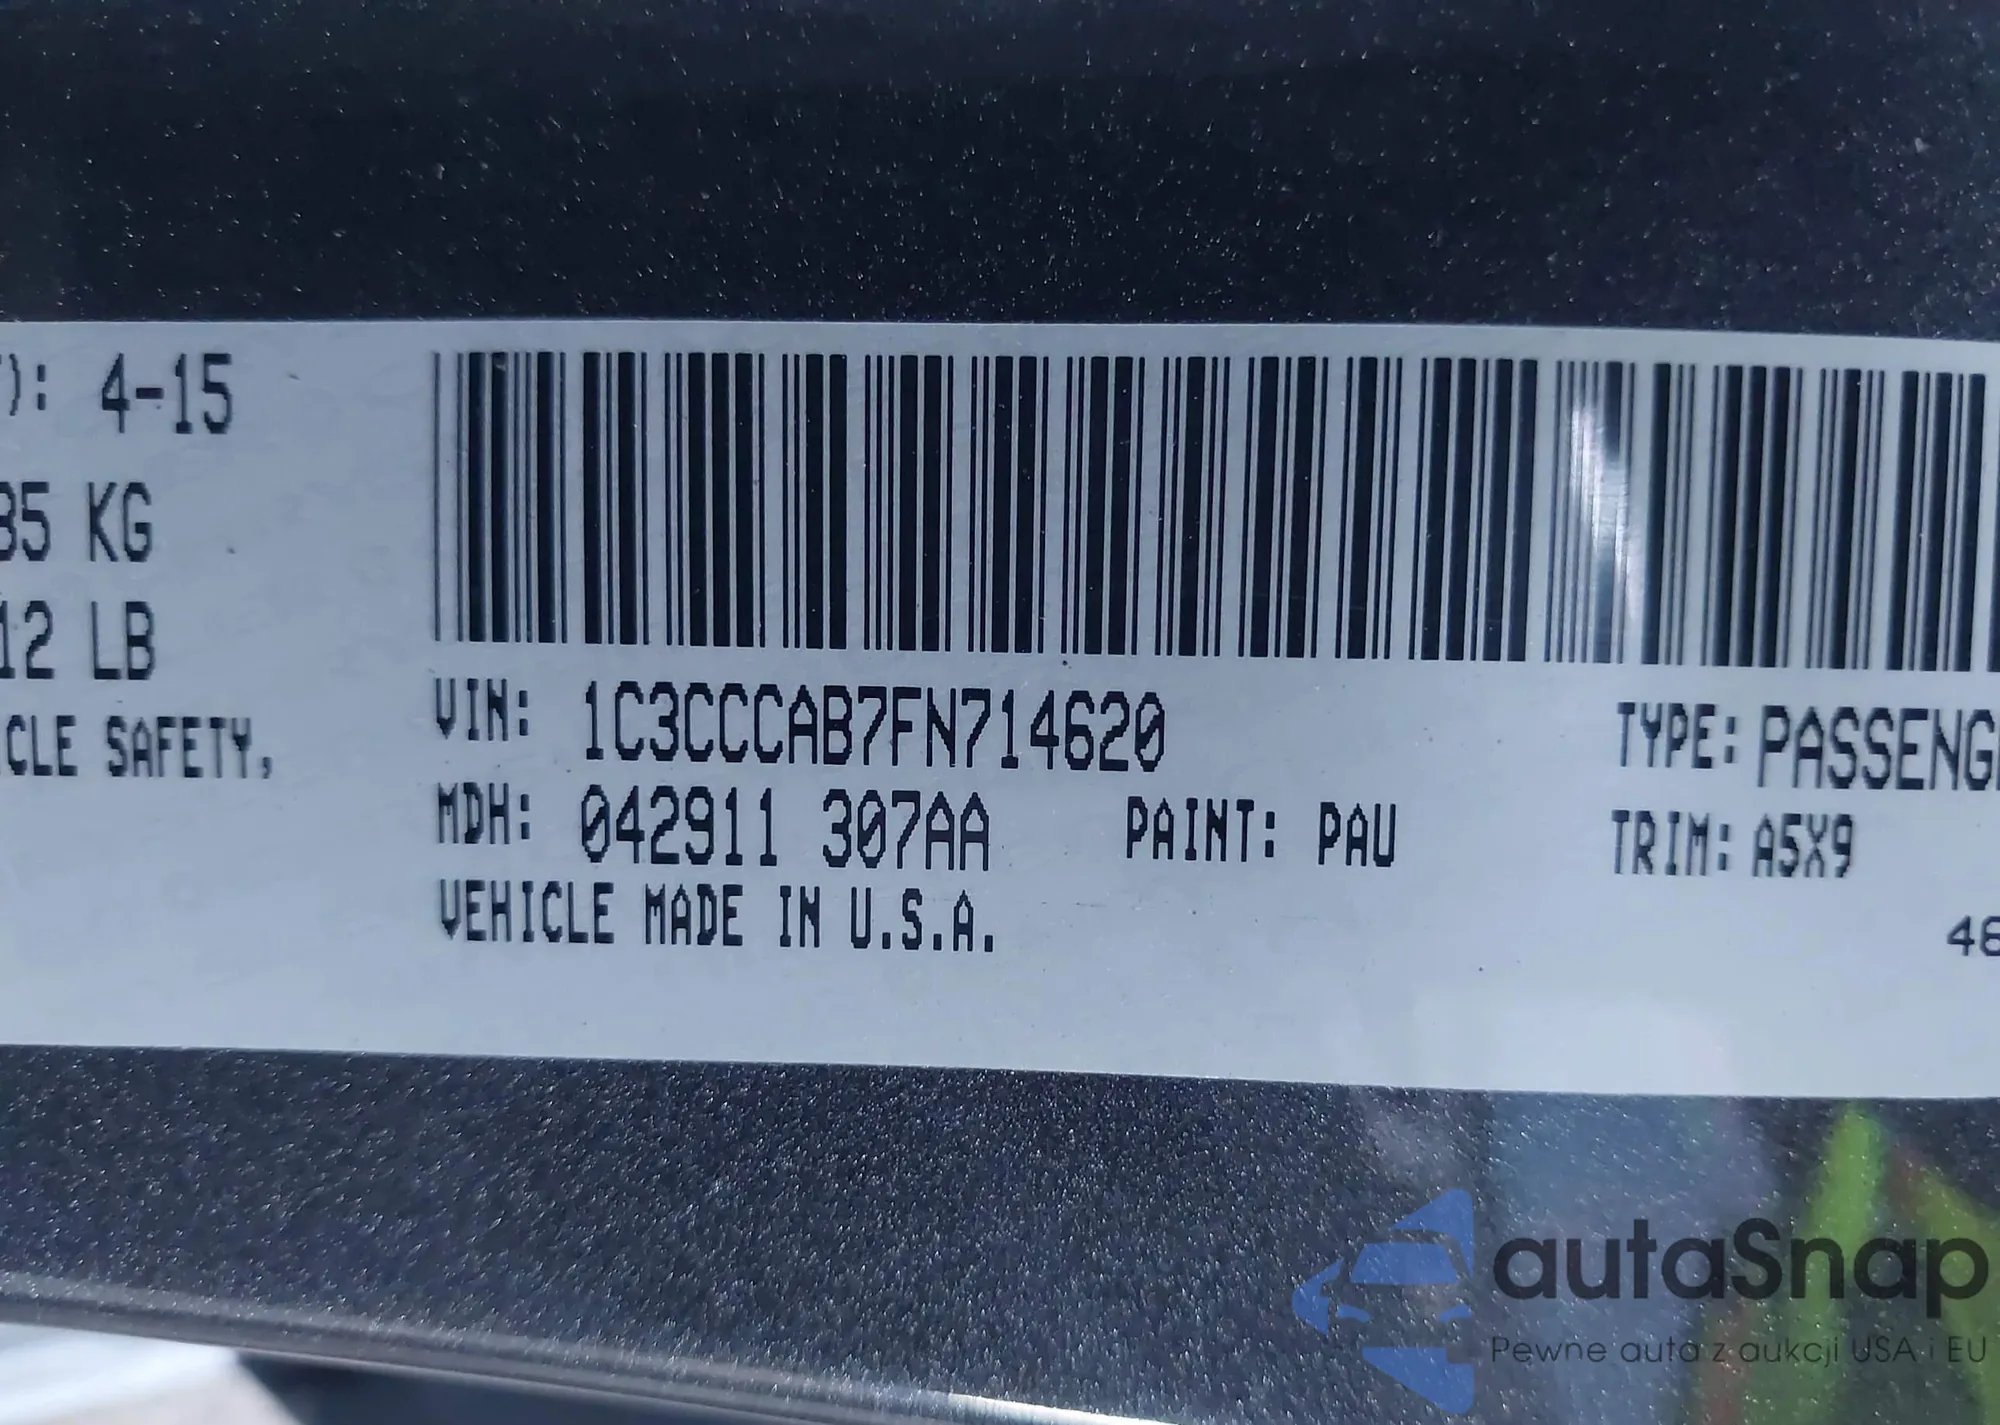 ): 4-15
35 KG
12 LB
CLE SAFETY,
VIN: 1C3CCCAB7FN714620
MDH: 042911 307AA PAINT: PAU
VEHICLE MADE IN U.S.A.
TYPE: PASSENG
TRIM: A5X9
48
autaSnap
Pewne auta z aukcji USA i EU